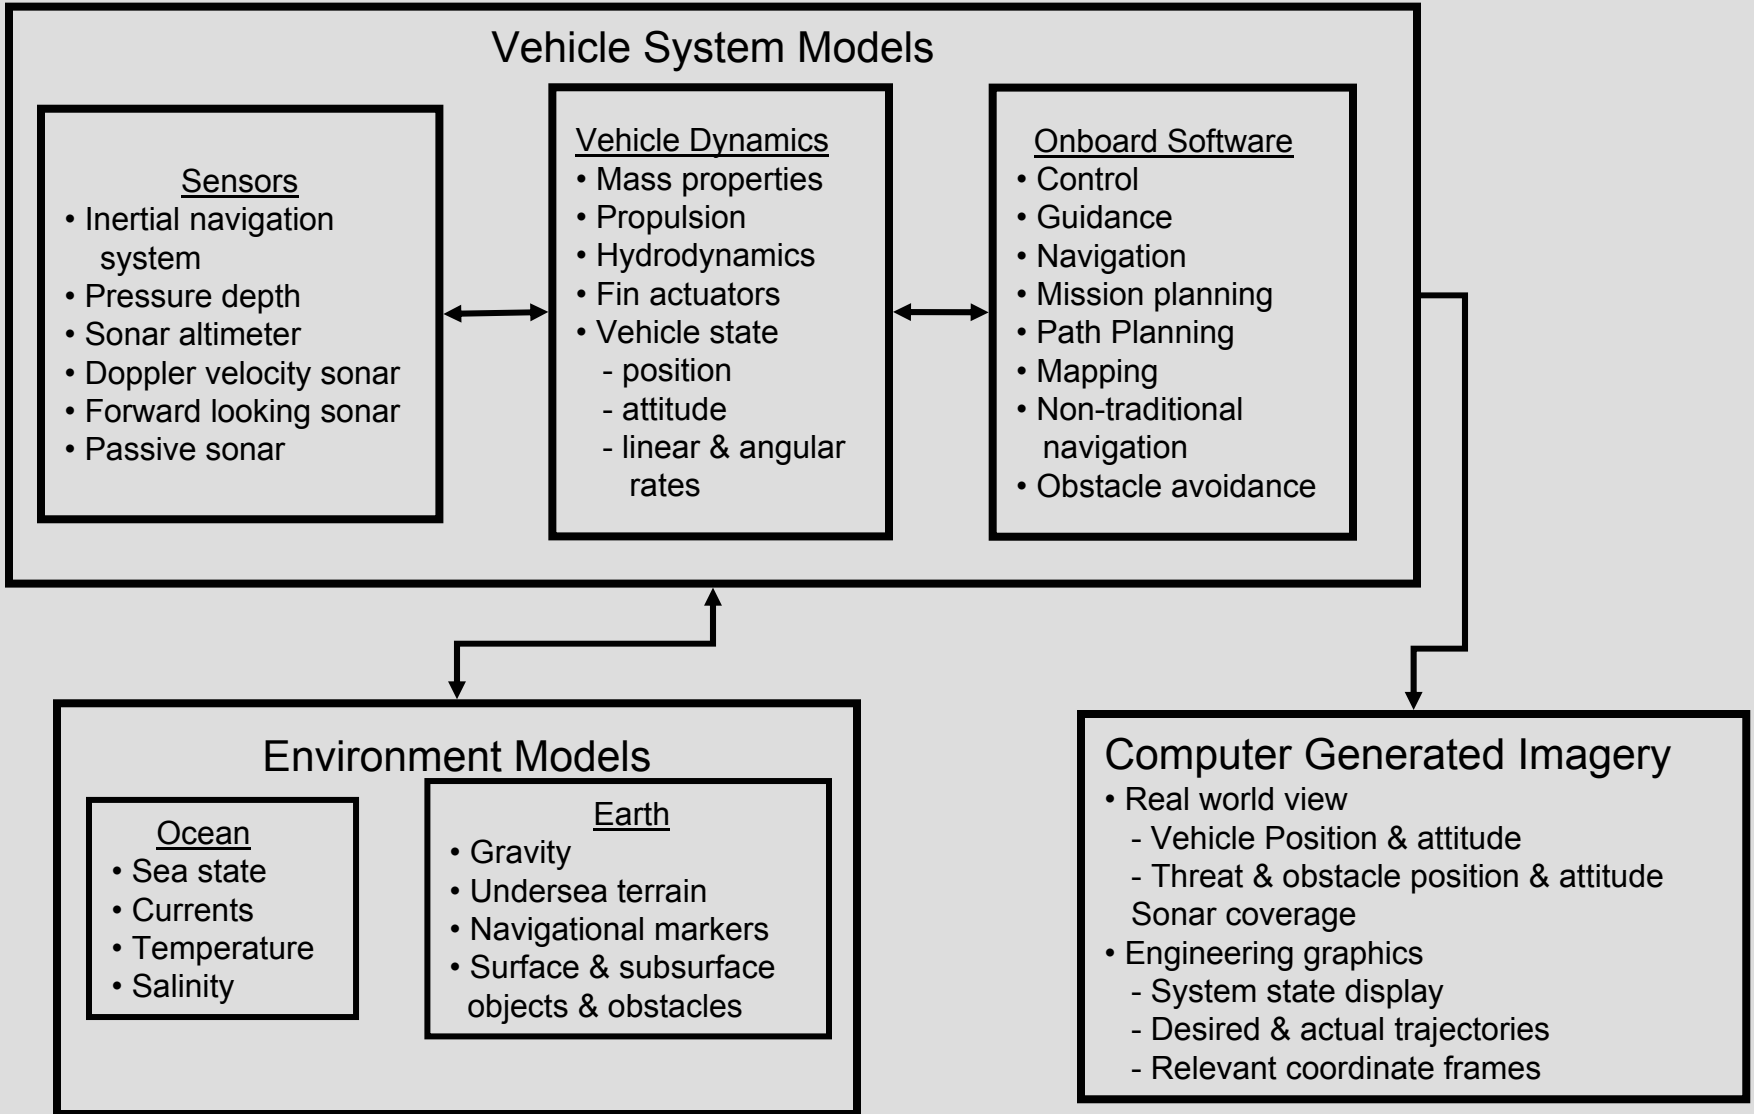 Vehicle System Models
Sensors
• Inertial navigation
system
• Pressure depth
• Sonar altimeter
• Doppler velocity sonar
• Forward looking sonar
• Passive sonar
Vehicle Dynamics
• Mass properties
• Propulsion
• Hydrodynamics
• Fin actuators
• Vehicle state
- position
- attitude
- linear & angular
rates
Onboard Software
• Control
• Guidance
• Navigation
• Mission planning
• Path Planning
• Mapping
• Non-traditional
navigation
• Obstacle avoidance
Environment Models
Ocean
• Sea state
• Currents
• Temperature
• Salinity
Earth
• Gravity
• Undersea terrain
• Navigational markers
• Surface & subsurface
objects & obstacles
Computer Generated Imagery
• Real world view
- Vehicle Position & attitude
- Threat & obstacle position & attitude
Sonar coverage
• Engineering graphics
- System state display
- Desired & actual trajectories
- Relevant coordinate frames